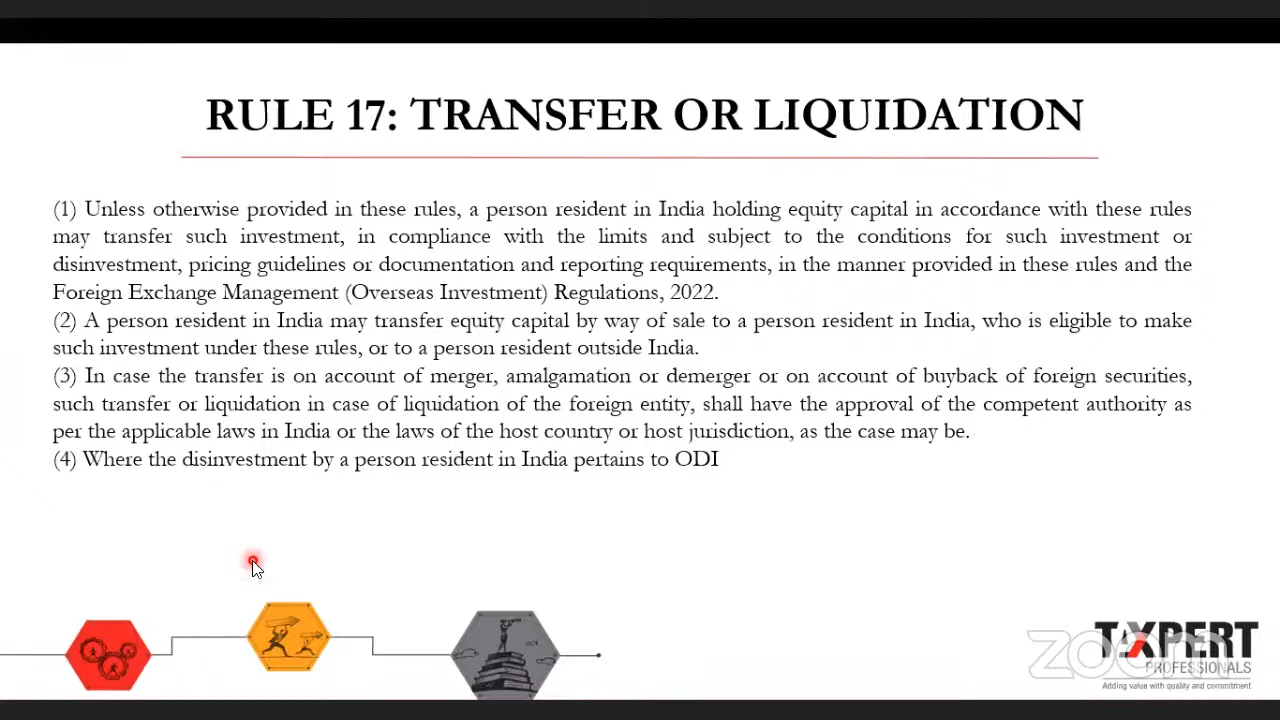 RULE 17: TRANSFER OR LIQUIDATION
(1) Unless otherwise provided in these rules, a person resident in India holding equity capital in accordance with these rules
may transfer such investment, in compliance with the limits and subject to the conditions for such investment or
disinvestment, pricing guidelines or documentation and reporting requirements, in the manner provided in these rules and the
Foreign Exchange Management (Overseas Investment) Regulations, 2022.
(2) A person resident in India may transfer equity capital by way of sale to a person resident in India, who is eligible to make
such investment under these rules, or to a person resident outside India.
(3) In case the transfer is on account of merger, amalgamation or demerger or on account of buyback of foreign securities,
such transfer or liquidation in case of liquidation of the foreign entity, shall have the approval of the competent authority as
per the applicable laws in India or the laws of the host country or host jurisdiction, as the case may be.
(4) Where the disinvestment by a person resident in India pertains to ODI
TAXPERT
zoom
PROFESSIONALS
Adding value with quality and commitment